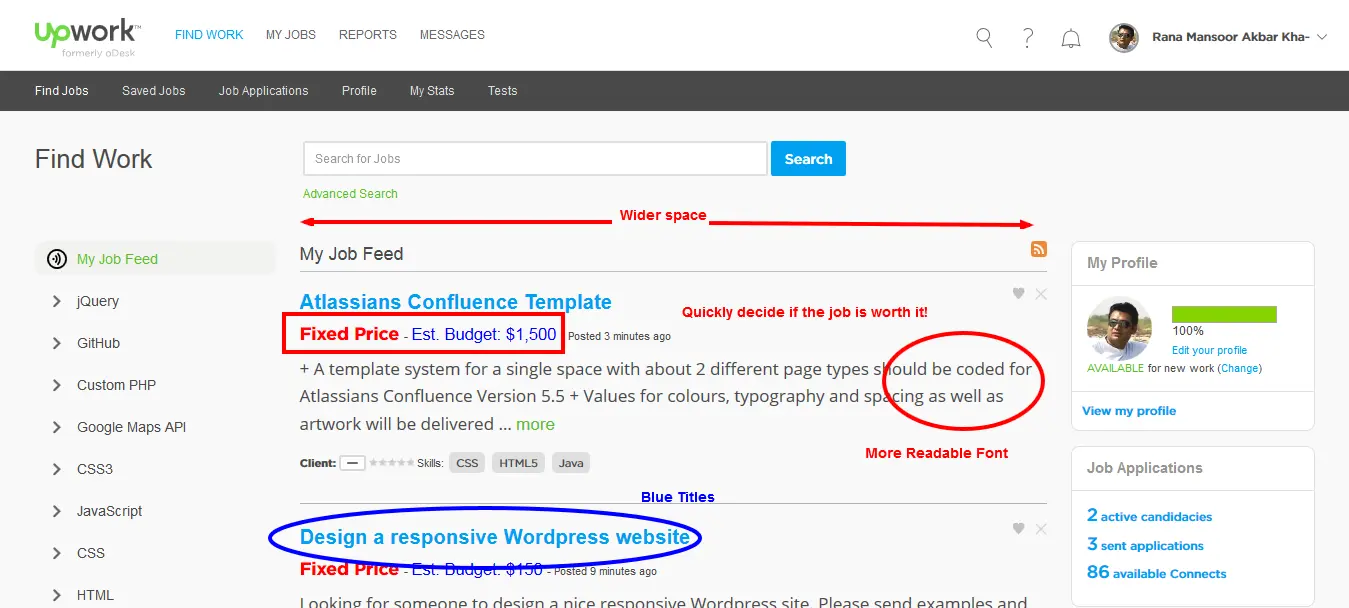 upwork™
formerly oDesk
FIND WORK MY JOBS REPORTS MESSAGES
Rana Mansoor Akbar Kha-
Find Jobs Saved Jobs Job Applications Profile My Stats Tests
Find Work
Search for Jobs
Search
Advanced Search
Wider space
My Job Feed
jQuery
GitHub
Custom PHP
Google Maps API
CSS3
JavaScript
CSS
HTML
My Job Feed
Atlassians Confluence Template
Quickly decide if the job is worth it!
Fixed Price - Est. Budget: $1,500 Posted 3 minutes ago
+ A template system for a single space with about 2 different page types should be coded for
Atlassians Confluence Version 5.5 + Values for colours, typography and spacing as well as
artwork will be delivered ... more
More Readable Font
Client: Skills: CSS HTML5 Java
Blue Titles
Design a responsive Wordpress website
Fixed Price - Est. Budget: $150 - Posted 9 minutes ago
Looking for someone to design a nice responsive Wordpress site. Please send examples and
My Profile
100%
Edit your profile
AVAILABLE for new work (Change)
View my profile
Job Applications
2 active candidacies
3 sent applications
86 available Connects